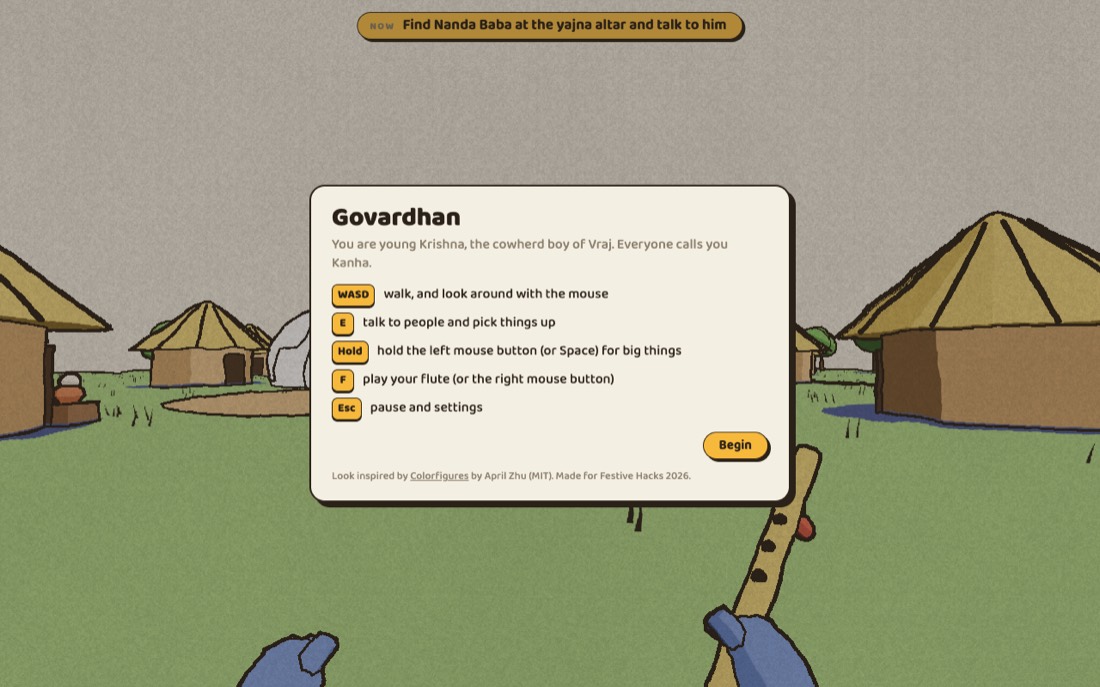 NOW Find Nanda Baba at the yajna altar and talk to him
Govardhan
You are young Krishna, the cowherd boy of Vraj. Everyone calls you
Kanha.
WASD walk, and look around with the mouse
E talk to people and pick things up
Hold hold the left mouse button (or Space) for big things
F play your flute (or the right mouse button)
Esc pause and settings
Begin
Look inspired by Colorfigures by April Zhu (MIT). Made for Festive Hacks 2026.